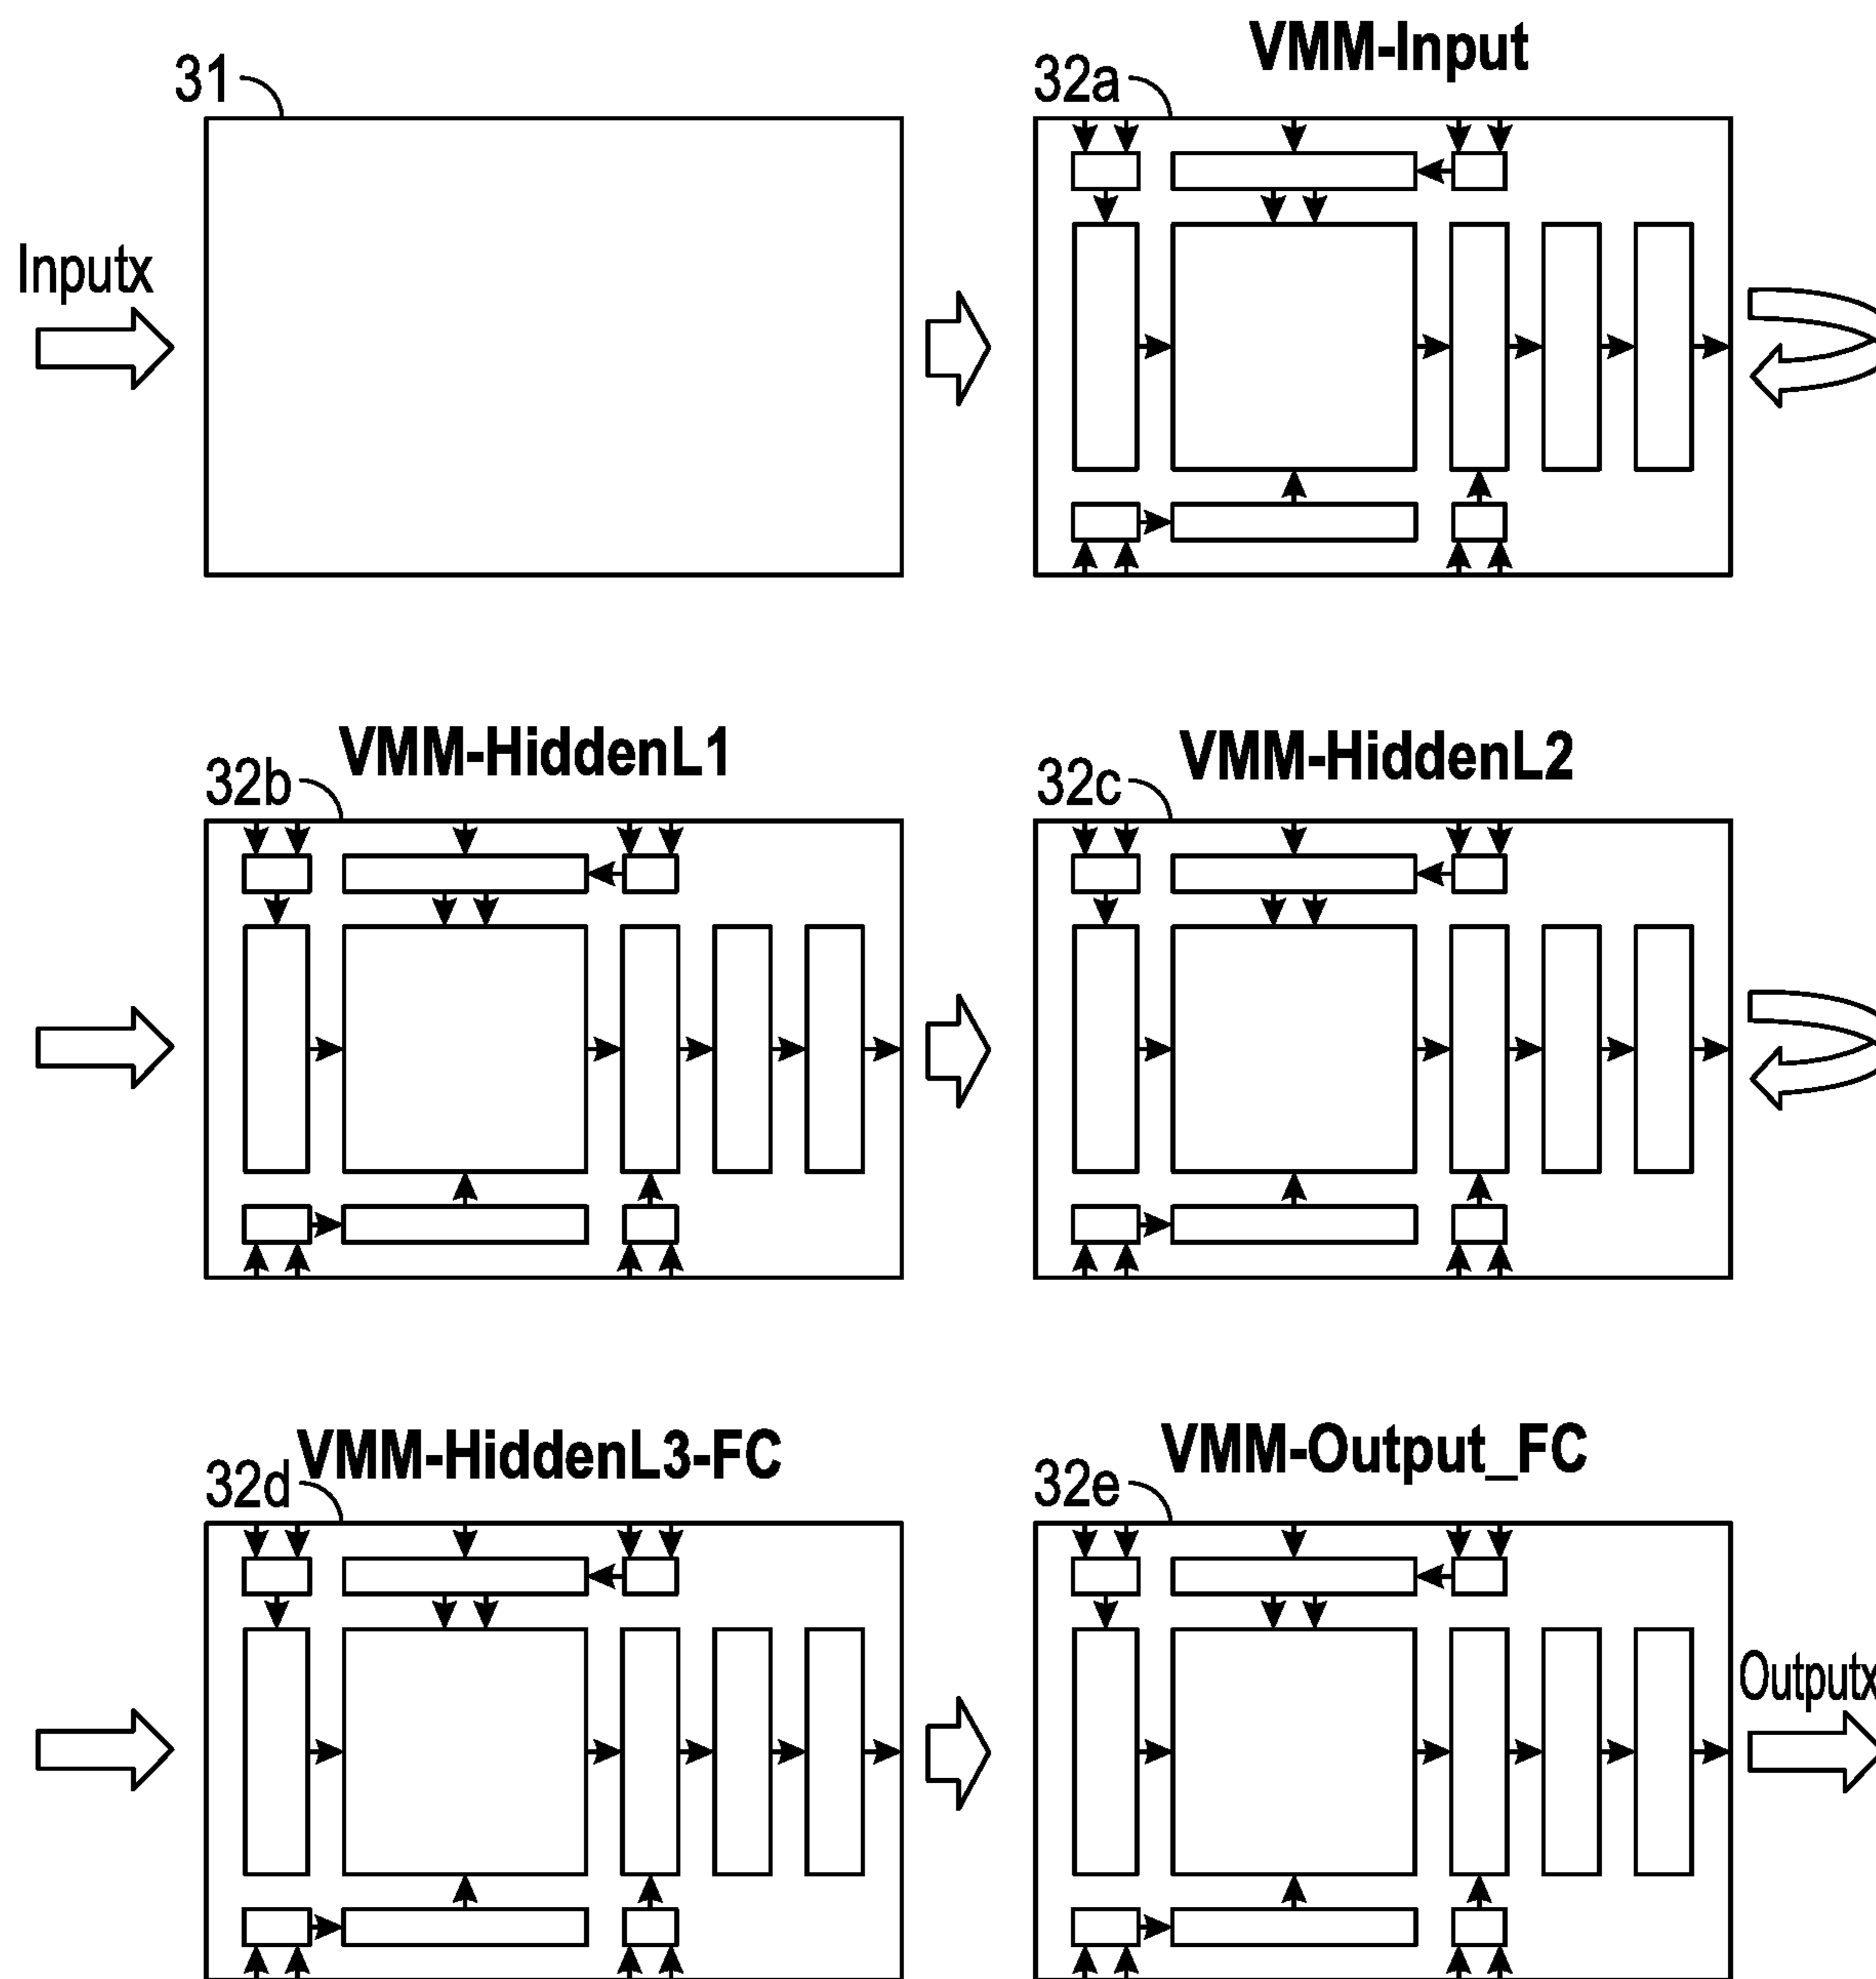 VMM-Input
31
32a
Inputx
VMM-HiddenL1
VMM-HiddenL2
32b
32c
VMM-HiddenL3-FC
VMM-Output_FC
32d
32e
Outputx